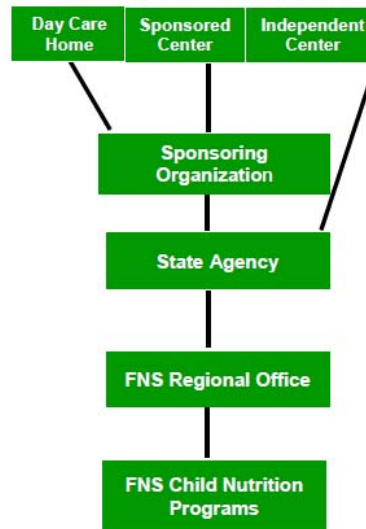 Day Care
Home
Sponsored
Center
Independent
Center
Sponsoring
Organization
State Agency
FNS Regional Office
FNS Child Nutrition
Programs